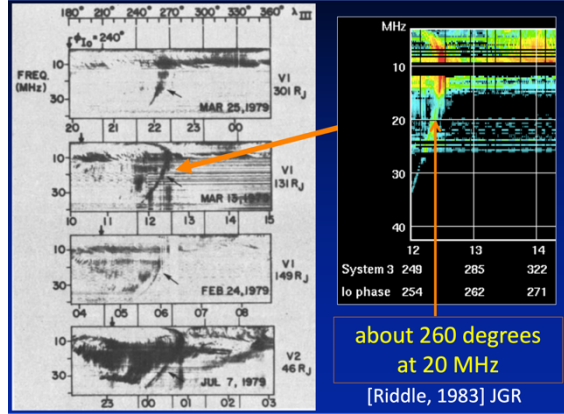 180° 210° 240° 270° 300° 330° 360° λIII
ϕIo=240°
FREQ.
(MHz)
10
30
V1
301 RJ
MAR 25, 1979
20 21 22 23 00
10
30
V1
131 RJ
MAR 13, 1979
10 11 12 13 14 15
10
30
V1
149 RJ
FEB 24, 1979
04 05 06 07 08
10
30
V2
46 RJ
JUL 7, 1979
23 00 01 02 03
MHz
10
20
30
40
12 13 14
System 3 249 285 322
Io phase 254 262 271
about 260 degrees
at 20 MHz
[Riddle, 1983] JGR